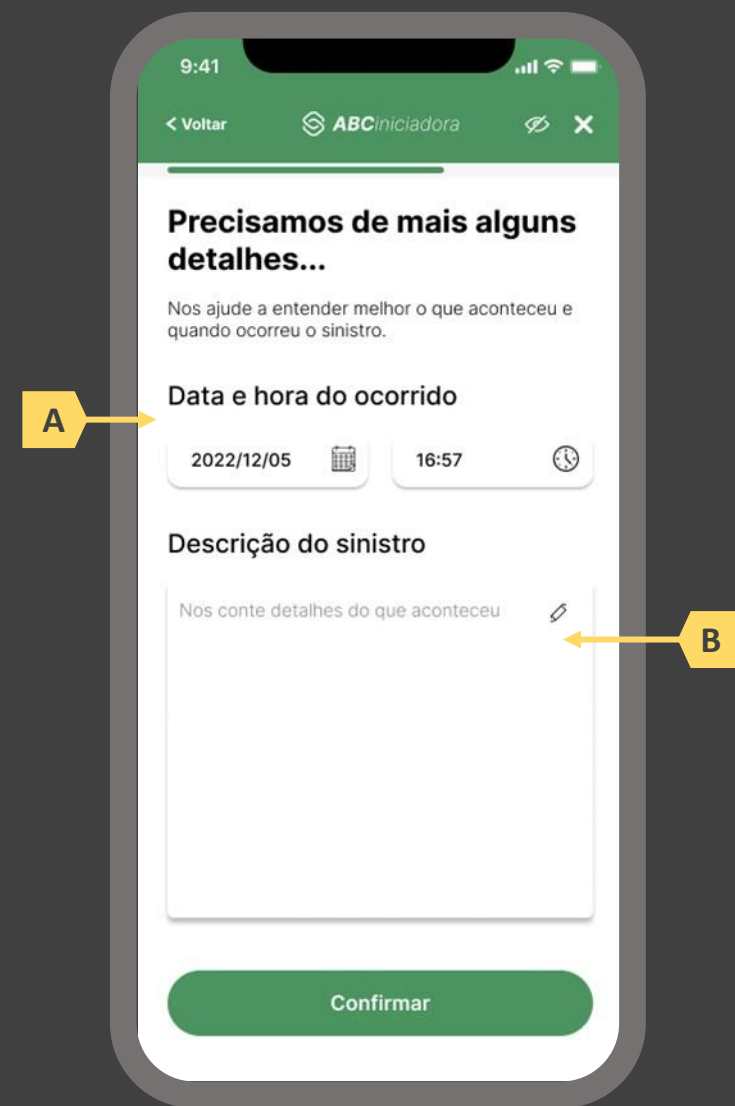 9:41
< Voltar
ABCiniciadora
Precisamos de mais alguns
detalhes...
Nos ajude a entender melhor o que aconteceu e
quando ocorreu o sinistro.
A
Data e hora do ocorrido
2022/12/05
16:57
Descrição do sinistro
Nos conte detalhes do que aconteceu
B
Confirmar